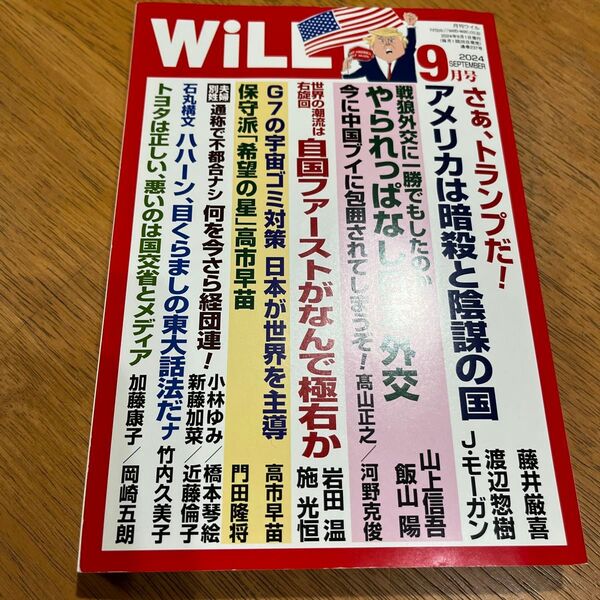 WiLL
月刊ウイル
2024年9月1日発行
2024
SEPTEMBER
9月号
さぁ、トランプだ!
アメリカは暗殺と陰謀の国
藤井厳喜
渡辺惣樹
J・モーガン
戦狼外交に一勝でもしたのか
やられっぱなし 外交
今に中国ブイに包囲されてしまうぞ!
山上信吾
飯山 陽
髙山正之/河野克俊
世界の潮流は
右旋回
自国ファーストがなんで極右か
岩田 温
施 光恒
G7の宇宙ゴミ対策 日本が世界を主導
高市早苗
保守派「希望の星」高市早苗
門田隆将
夫婦
別姓
通称で不都合ナシ 何を今さら経団連!
小林ゆみ/橋本琴絵
新藤加菜/近藤倫子
石丸構文 ハハーン、目くらましの東大話法だナ
竹内久美子
トヨタは正しい、悪いのは国交省とメディア
加藤康子/岡崎五朗